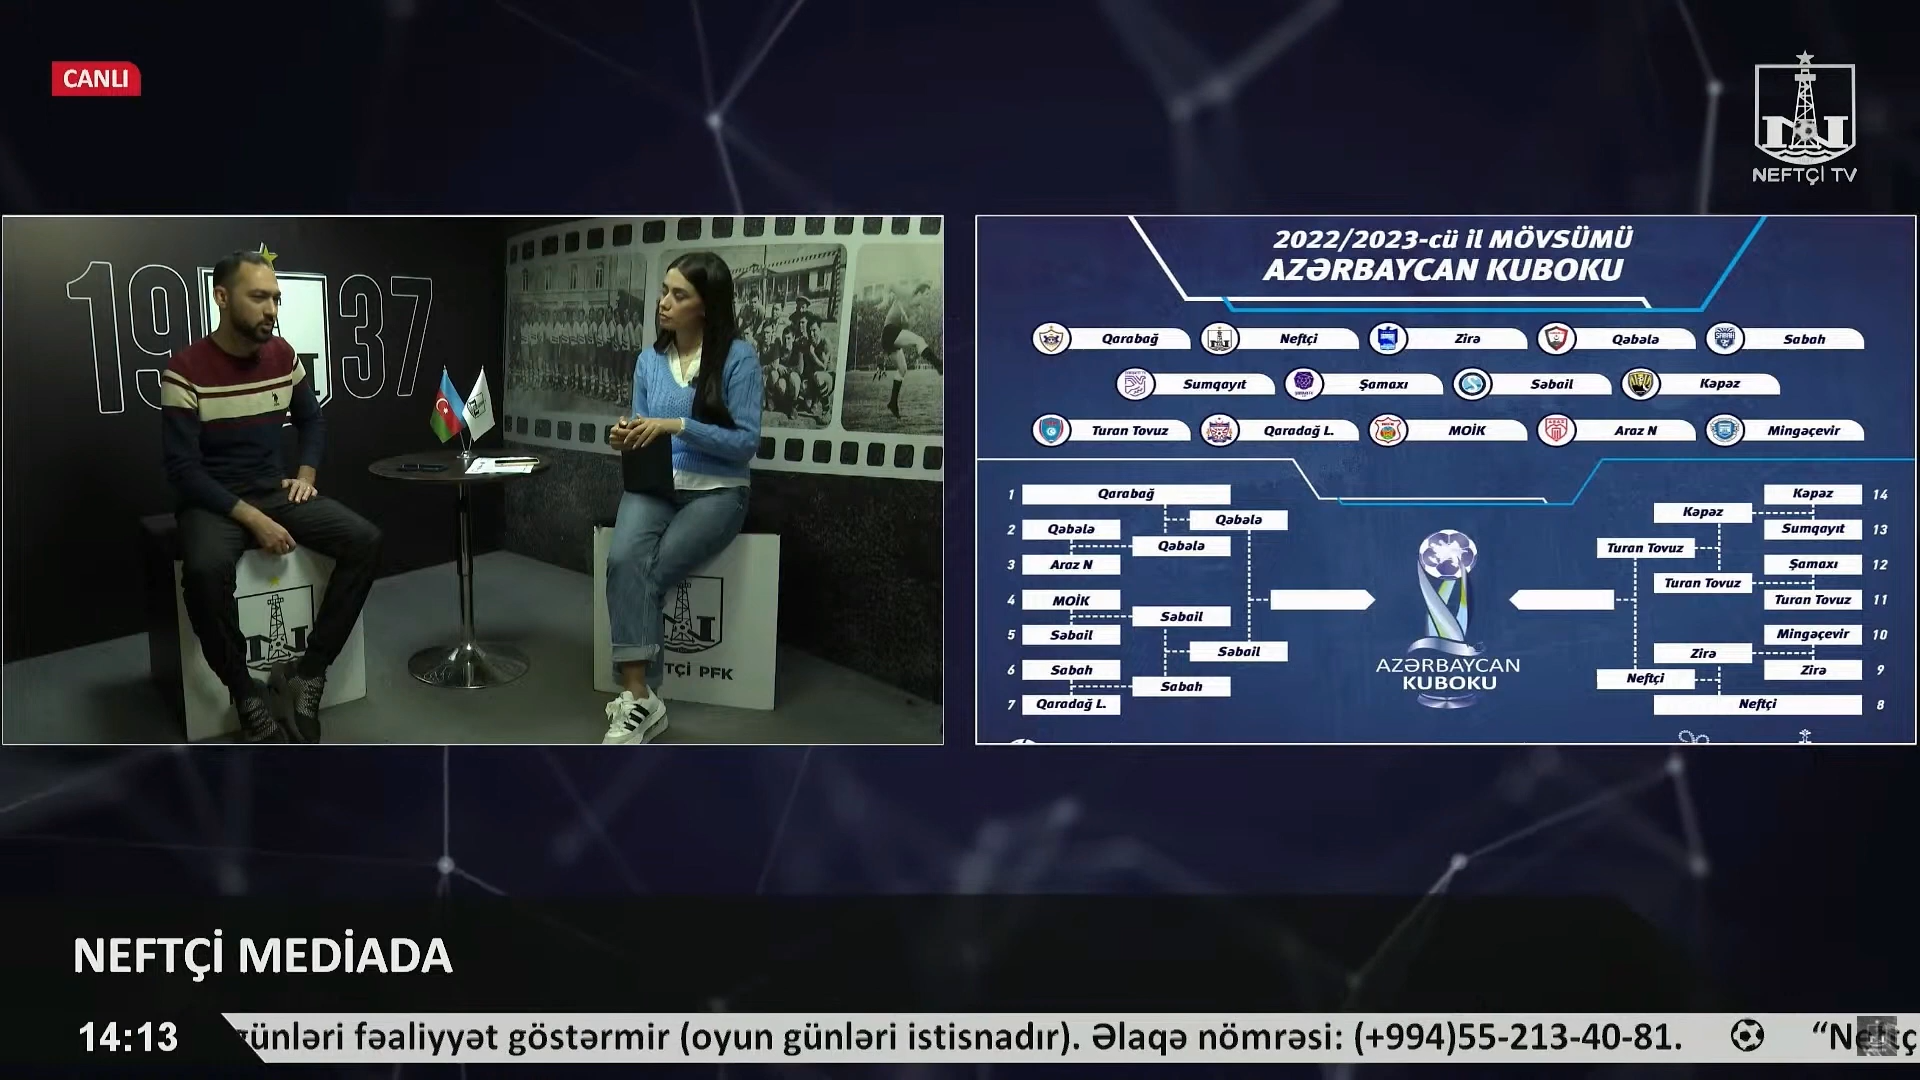 CANLI
NEFTÇİ TV
2022/2023-cü il MÖVSÜMÜ
AZƏRBAYCAN KUBOKU
Qarabağ
Neftçi
Zirə
Qəbələ
Sabah
Sumqayıt
Şamaxı
Səbail
Kəpəz
Turan Tovuz
Qaradağ L.
MOİK
Araz N
Mingəçevir
1 Qarabağ
2 Qəbələ
3 Araz N
4 MOİK
5 Səbail
6 Sabah
7 Qaradağ L.
Qəbələ
Səbail
Sabah
Qəbələ
Səbail
AZƏRBAYCAN
KUBOKU
Turan Tovuz
Neftçi
Kəpəz
Turan Tovuz
Zirə
Kəpəz 14
Sumqayıt 13
Şamaxı 12
Turan Tovuz 11
Mingəçevir 10
Zirə 9
Neftçi 8
19
37
N
ÇI PFK
NEFTÇİ MEDİADA
14:13
günləri fəaliyyət göstərmir (oyun günləri istisnadır). Əlaqə nömrəsi: (+994)55-213-40-81.